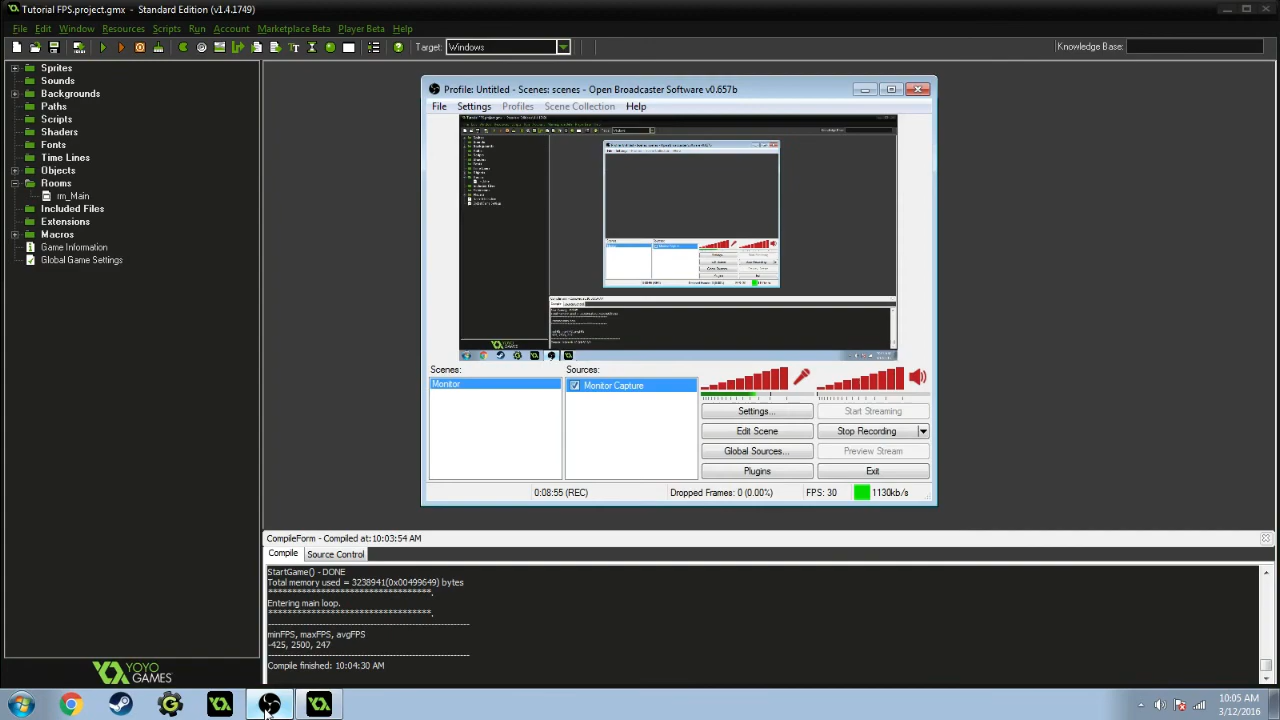 Tutorial FPS.project.gmx - Standard Edition (v1.4.1749)
File Edit Window Resources Scripts Run Account Marketplace Beta Player Beta Help
Target: Windows
Knowledge Base:
Sprites
Sounds
Backgrounds
Paths
Scripts
Fonts
Time Lines
Objects
Rooms
rm_Main
Included Files
Extensions
Macros
Game Information
Global Game Settings
YOYO
GAMES
Profile: Untitled - Scenes: scenes - Open Broadcaster Software v0.657b
File Settings Profiles Scene Collection Help
Scenes:
Monitor
Sources:
Monitor Capture
Settings...
Start Streaming
Edit Scene
Stop Recording
Global Sources...
Preview Stream
Plugins
Exit
0:08:55 (REC)
Dropped Frames: 0 (0.00%)
FPS: 30
1130kb/s
CompileForm - Compiled at:10:03:54 AM
Compile Source Control
StartGame() - DONE
Total memory used = 3238941(0x00499649) bytes
Entering main loop.
minFPS, maxFPS, avgFPS
-425, 2500, 247
Compile finished: 10:04:30 AM
10:05 AM
3/12/2016